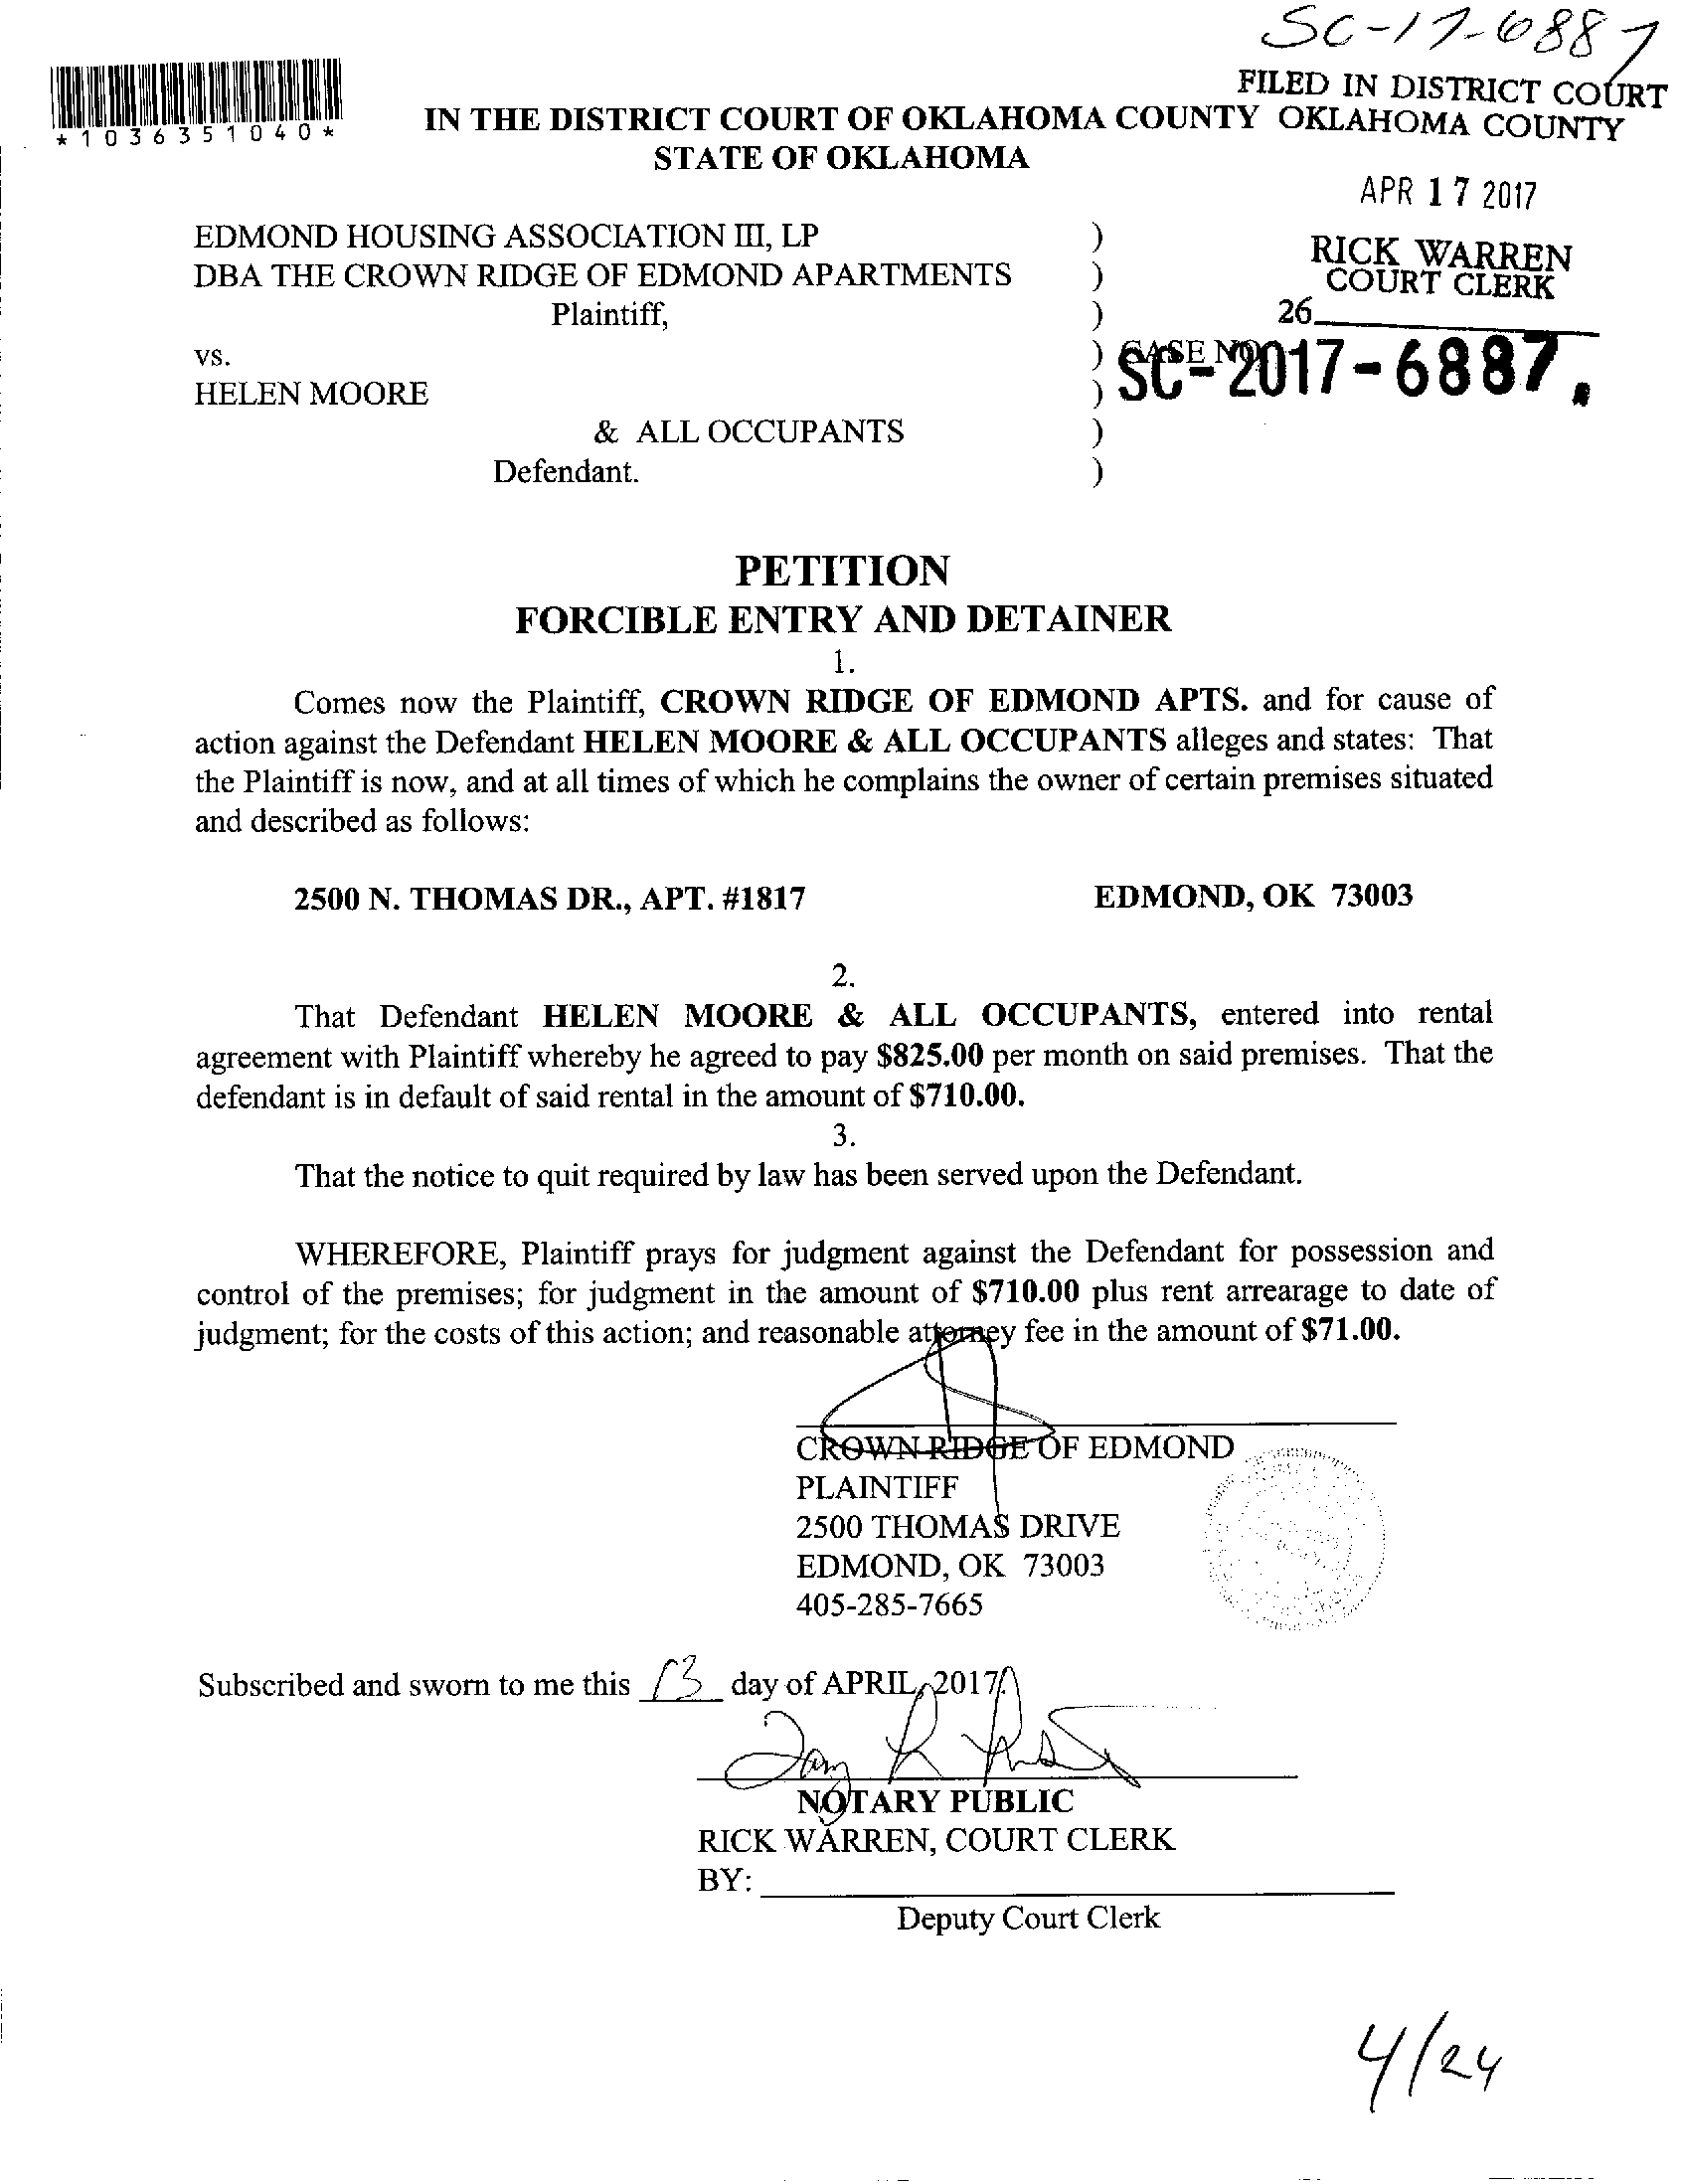 SC-17-6887
FILED IN DISTRICT COURT
OKLAHOMA COUNTY
*1036351040*
IN THE DISTRICT COURT OF OKLAHOMA COUNTY
STATE OF OKLAHOMA
APR 17 2017
RICK WARREN
COURT CLERK
26
EDMOND HOUSING ASSOCIATION III, LP )
DBA THE CROWN RIDGE OF EDMOND APARTMENTS )
Plaintiff, )
vs. ) CASE NO.
SC-2017-6887
HELEN MOORE )
& ALL OCCUPANTS )
Defendant. )
PETITION
FORCIBLE ENTRY AND DETAINER
1.
Comes now the Plaintiff, CROWN RIDGE OF EDMOND APTS. and for cause of
action against the Defendant HELEN MOORE & ALL OCCUPANTS alleges and states: That
the Plaintiff is now, and at all times of which he complains the owner of certain premises situated
and described as follows:
2500 N. THOMAS DR., APT. #1817 EDMOND, OK 73003
2.
That Defendant HELEN MOORE & ALL OCCUPANTS, entered into rental
agreement with Plaintiff whereby he agreed to pay $825.00 per month on said premises. That the
defendant is in default of said rental in the amount of $710.00.
3.
That the notice to quit required by law has been served upon the Defendant.
WHEREFORE, Plaintiff prays for judgment against the Defendant for possession and
control of the premises; for judgment in the amount of $710.00 plus rent arrearage to date of
judgment; for the costs of this action; and reasonable attorney fee in the amount of $71.00.
CROWN RIDGE OF EDMOND
PLAINTIFF
2500 THOMAS DRIVE
EDMOND, OK 73003
405-285-7665
Subscribed and sworn to me this 13 day of APRIL, 2017.
NOTARY PUBLIC
RICK WARREN, COURT CLERK
BY:
Deputy Court Clerk
4/24